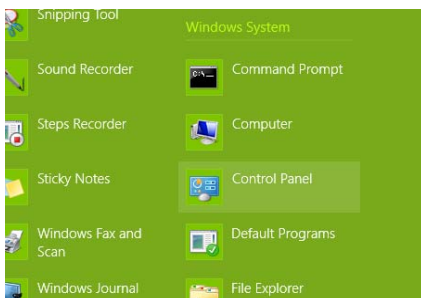 Snipping Tool
Sound Recorder
Steps Recorder
Sticky Notes
Windows Fax and
Scan
Windows Journal
Windows System
Command Prompt
Computer
Control Panel
Default Programs
File Explorer